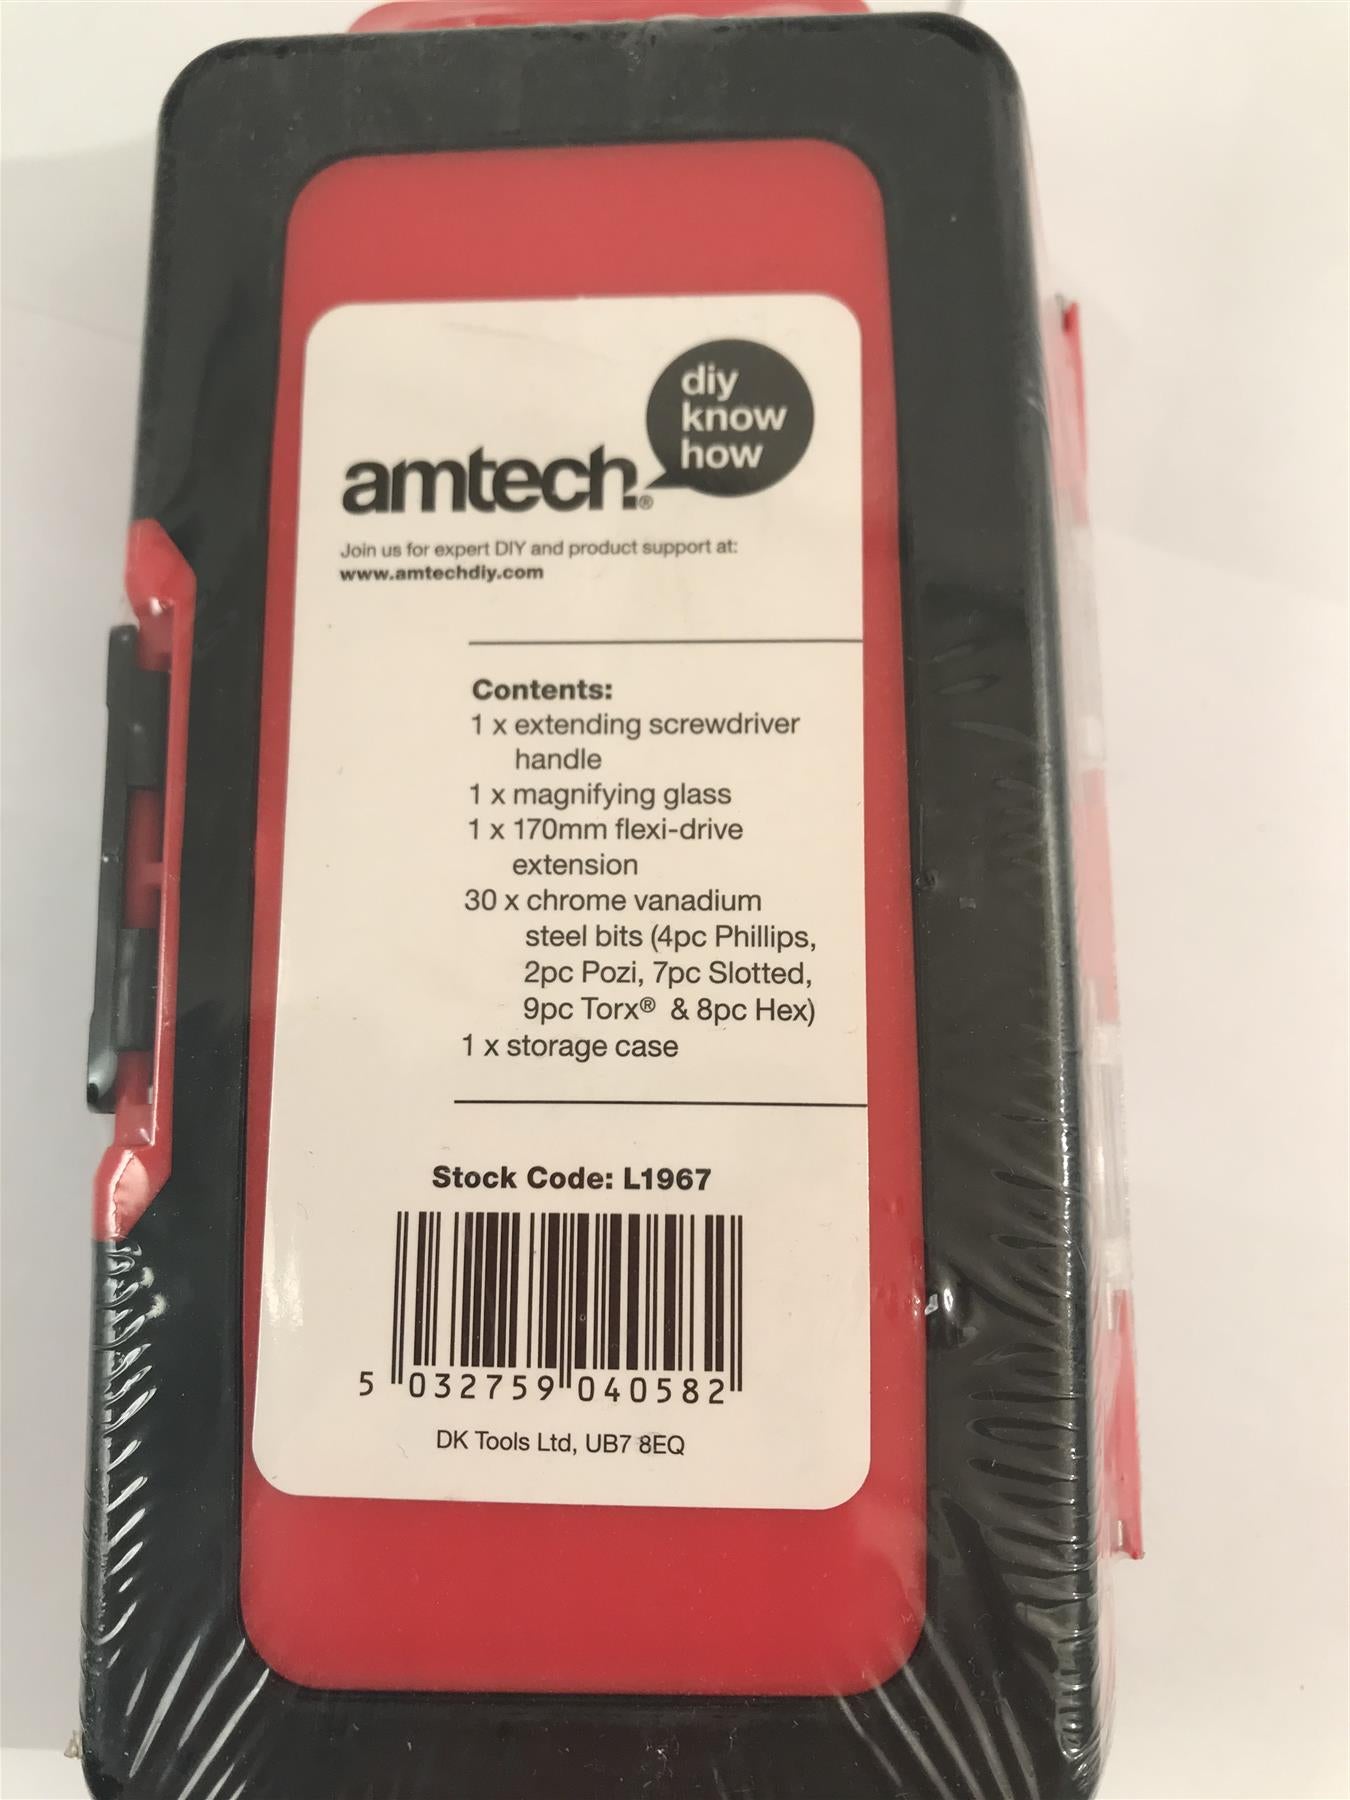 diy
know
how
amtech®
Join us for expert DIY and product support at:
www.amtechdiy.com
Contents:
1 x extending screwdriver
handle
1 x magnifying glass
1 x 170mm flexi-drive
extension
30 x chrome vanadium
steel bits (4pc Phillips,
2pc Pozi, 7pc Slotted,
9pc Torx® & 8pc Hex)
1 x storage case
Stock Code: L1967
5 032759 040582
DK Tools Ltd, UB7 8EQ